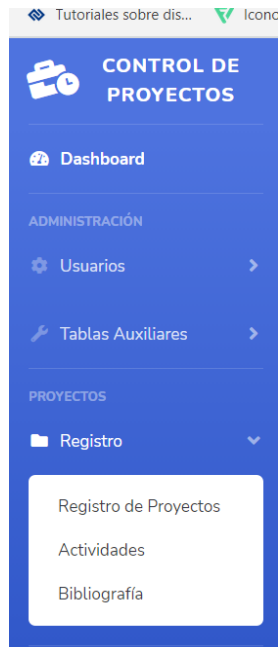 Tutoriales sobre dis... Icono
CONTROL DE
PROYECTOS
Dashboard
ADMINISTRACIÓN
Usuarios
Tablas Auxiliares
PROYECTOS
Registro
Registro de Proyectos
Actividades
Bibliografía